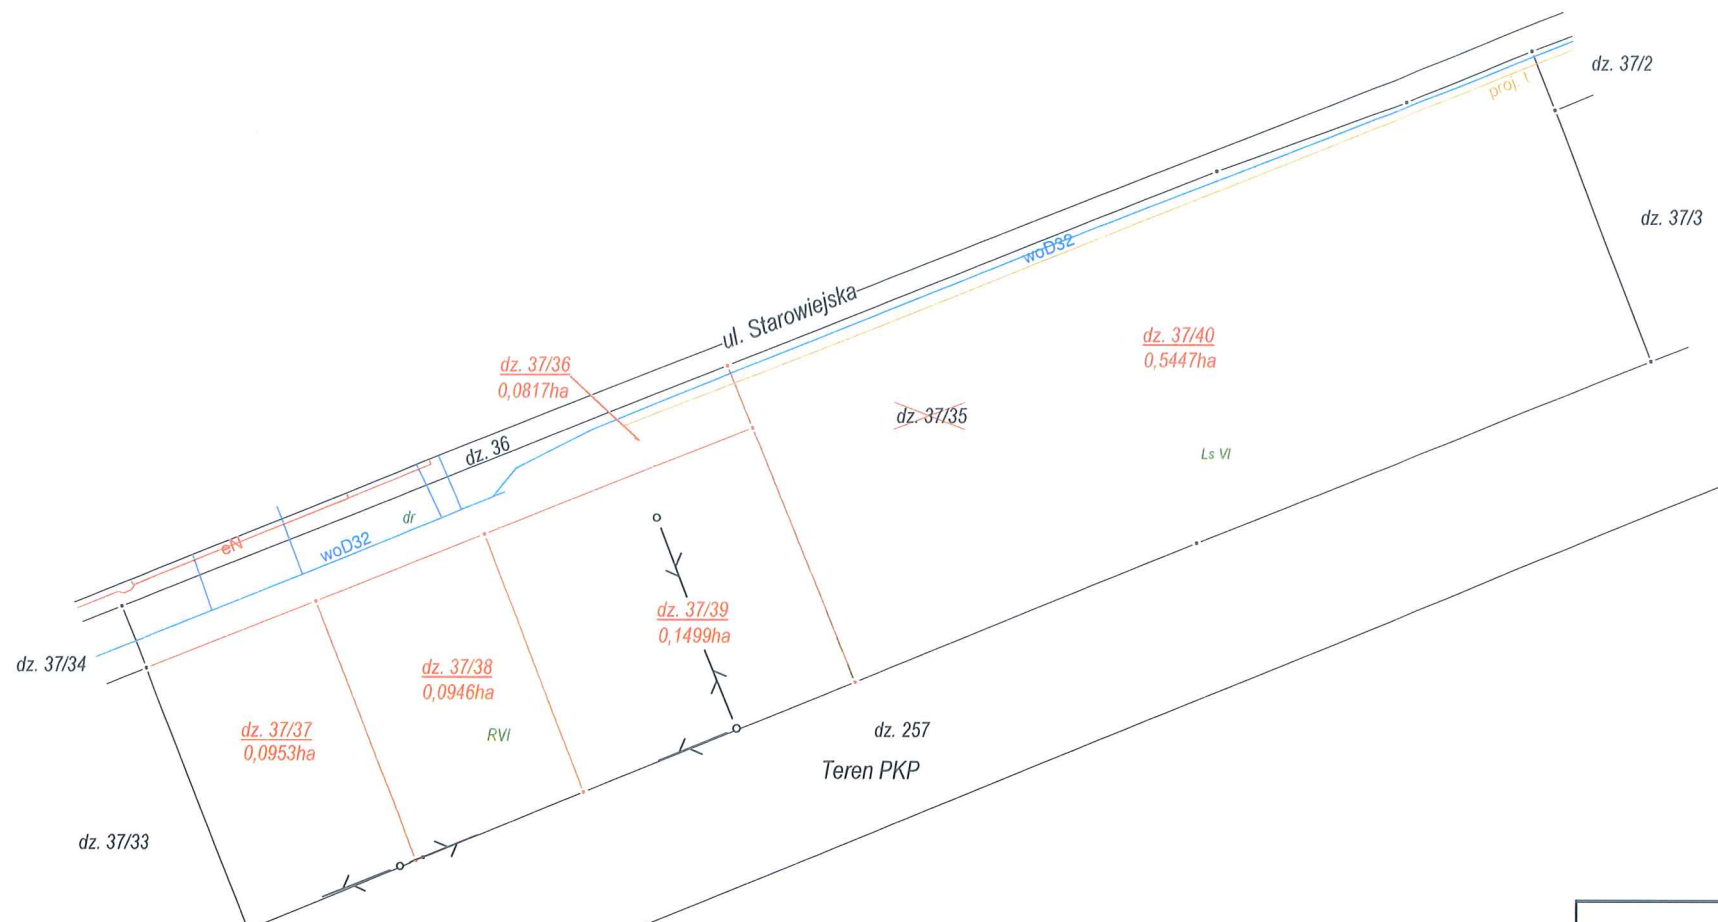 dz. 37/2
proj. t
dz. 37/3
woD32
ul. Starowiejska
dz. 37/40
0,5447ha
dz. 37/36
0,0817ha
dz. 37/35
dz. 36
Ls VI
dr
eN
woD32
dz. 37/39
0,1499ha
dz. 37/34
dz. 37/38
0,0946ha
dz. 37/37
0,0953ha
RVI
dz. 257
Teren PKP
dz. 37/33